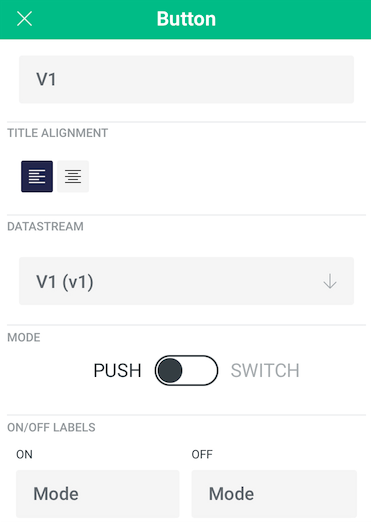 Button
V1
TITLE ALIGNMENT
DATASTREAM
V1 (v1)
MODE
PUSH SWITCH
ON/OFF LABELS
ON OFF
Mode Mode